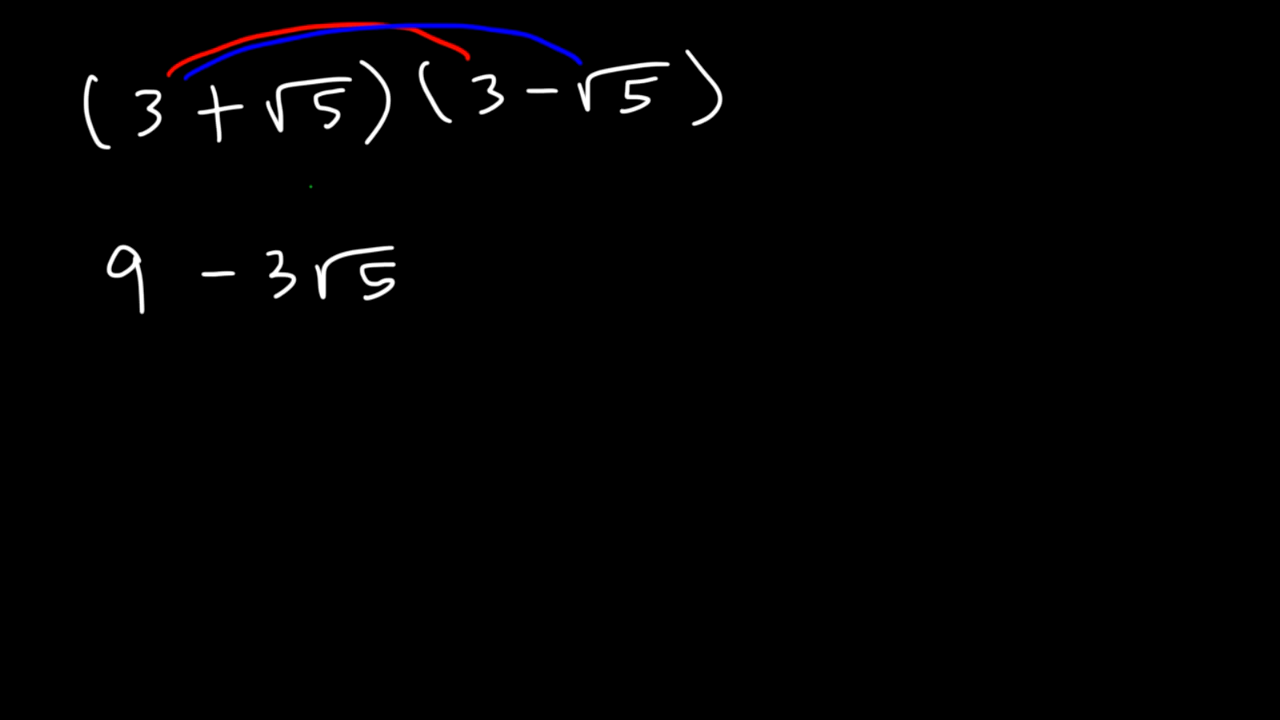 (3 + √5)(3 - √5)
9 - 3√5